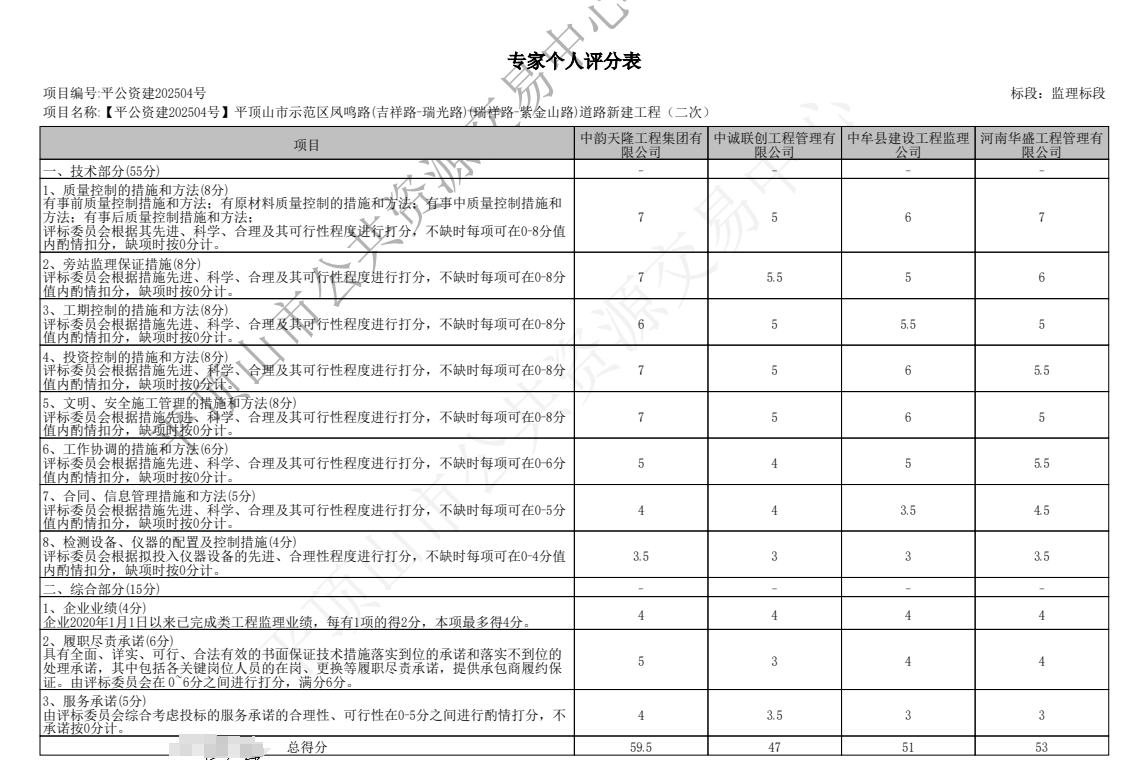 专家个人评分表
项目编号:平公资建202504号
标段：监理标段
项目名称:【平公资建202504号】平顶山市示范区凤鸣路(吉祥路-瑞光路)(瑞祥路-紫金山路)道路新建工程（二次）
项目
中韵天隆工程集团有限公司
中诚联创工程管理有限公司
中牟县建设工程监理公司
河南华盛工程管理有限公司
一、技术部分(55分)
- - - -
1、质量控制的措施和方法(8分)
有事前质量控制措施和方法；有原材料质量控制的措施和方法；有事中质量控制措施和
方法；有事后质量控制措施和方法；
评标委员会根据其先进、科学、合理及其可行性程度进行打分，不缺时每项可在0-8分值
内酌情扣分，缺项时按0分计。
7 5 6 7
2、旁站监理保证措施(8分)
评标委员会根据措施先进、科学、合理及其可行性程度进行打分，不缺时每项可在0-8分
值内酌情扣分，缺项时按0分计。
7 5.5 5 6
3、工期控制的措施和方法(8分)
评标委员会根据措施先进、科学、合理及其可行性程度进行打分，不缺时每项可在0-8分
值内酌情扣分，缺项时按0分计。
6 5 5.5 5
4、投资控制的措施和方法(8分)
评标委员会根据措施先进、科学、合理及其可行性程度进行打分，不缺时每项可在0-8分
值内酌情扣分，缺项时按0分计。
7 5 6 5.5
5、文明、安全施工管理的措施和方法(8分)
评标委员会根据措施先进、科学、合理及其可行性程度进行打分，不缺时每项可在0-8分
值内酌情扣分，缺项时按0分计。
7 5 6 5
6、工作协调的措施和方法(6分)
评标委员会根据措施先进、科学、合理及其可行性程度进行打分，不缺时每项可在0-6分
值内酌情扣分，缺项时按0分计。
5 4 5 5.5
7、合同、信息管理措施和方法(5分)
评标委员会根据措施先进、科学、合理及其可行性程度进行打分，不缺时每项可在0-5分
值内酌情扣分，缺项时按0分计。
4 4 3.5 4.5
8、检测设备、仪器的配置及控制措施(4分)
评标委员会根据拟投入仪器设备的先进、合理性程度进行打分，不缺时每项可在0-4分值
内酌情扣分，缺项时按0分计。
3.5 3 3 3.5
二、综合部分(15分)
- - - -
1、企业业绩(4分)
企业2020年1月1日以来已完成类工程监理业绩，每有1项的得2分，本项最多得4分。
4 4 4 4
2、履职尽责承诺(6分)
具有全面、详实、可行、合法有效的书面保证技术措施落实到位的承诺和落实不到位的
处理承诺，其中包括各关键岗位人员的在岗、更换等履职尽责承诺，提供承包商履约保
证。由评标委员会在0~6分之间进行打分，满分6分。
5 3 4 4
3、服务承诺(5分)
由评标委员会综合考虑投标的服务承诺的合理性、可行性在0-5分之间进行酌情打分，不
承诺按0分计。
4 3.5 3 3
总得分
59.5 47 51 53
平顶山市公共资源交易中心
平顶山市公共资源交易中心